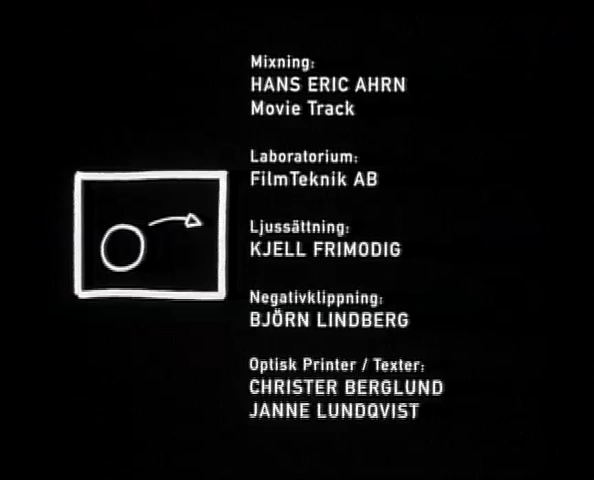 Mixning:
HANS ERIC AHRN
Movie Track
Laboratorium:
FilmTeknik AB
Ljussättning:
KJELL FRIMODIG
Negativklippning:
BJÖRN LINDBERG
Optisk Printer / Texter:
CHRISTER BERGLUND
JANNE LUNDQVIST